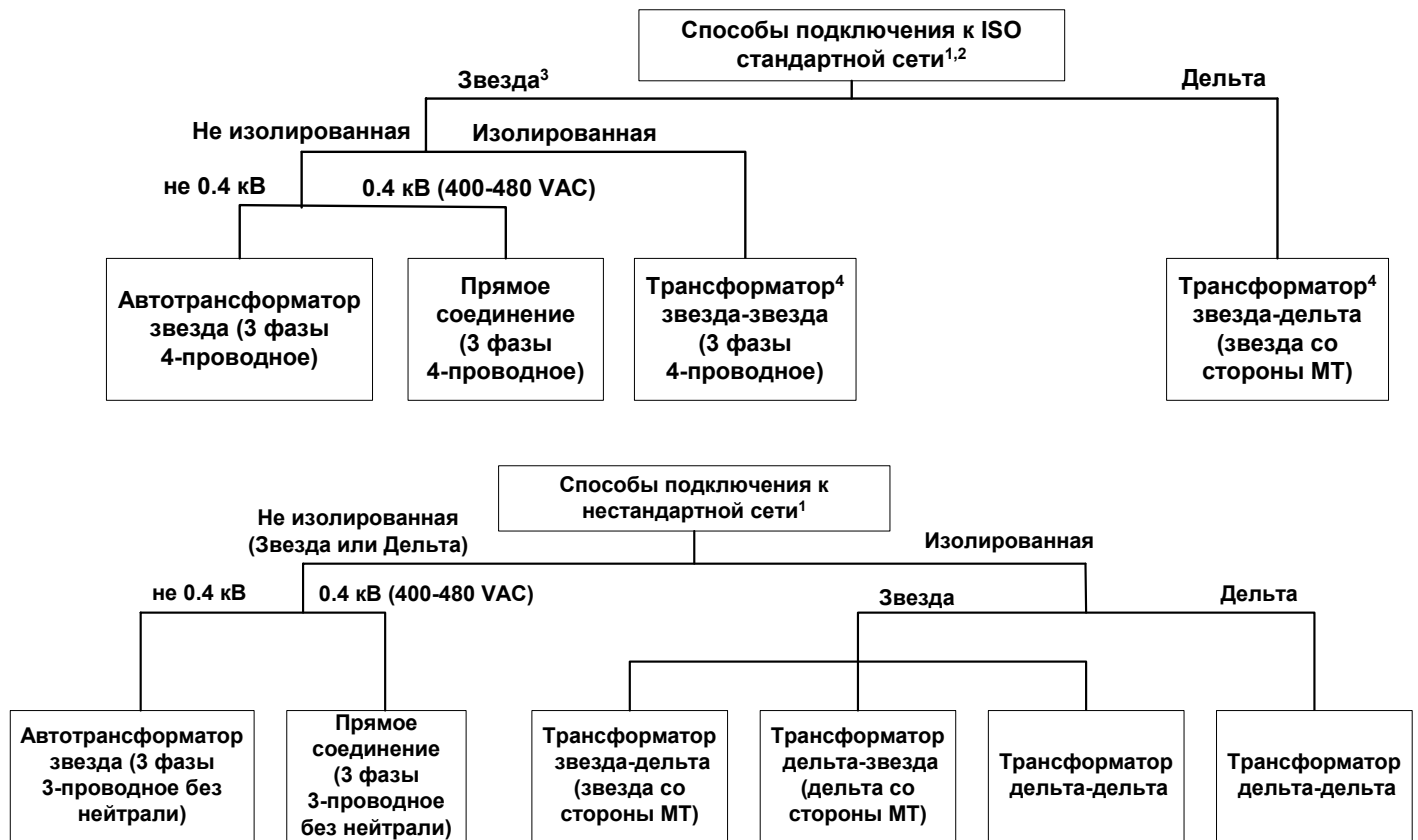 Способы подключения к ISO
стандартной сети1,2
Звезда3
Дельта
Не изолированная
Изолированная
не 0.4 кВ
0.4 кВ (400-480 VAC)
Автотрансформатор
звезда (3 фазы
4-проводное)
Прямое
соединение
(3 фазы
4-проводное)
Трансформатор4
звезда-звезда
(3 фазы
4-проводное)
Трансформатор4
звезда-дельта
(звезда со
стороны МТ)
Способы подключения к
нестандартной сети1
Не изолированная
(Звезда или Дельта)
Изолированная
не 0.4 кВ
0.4 кВ (400-480 VAC)
Звезда
Дельта
Автотрансформатор
звезда (3 фазы
3-проводное без
нейтрали)
Прямое
соединение
(3 фазы
3-проводное
без нейтрали)
Трансформатор
звезда-дельта
(звезда со
стороны МТ)
Трансформатор
дельта-звезда
(дельта со
стороны МТ)
Трансформатор
дельта-дельта
Трансформатор
дельта-дельта